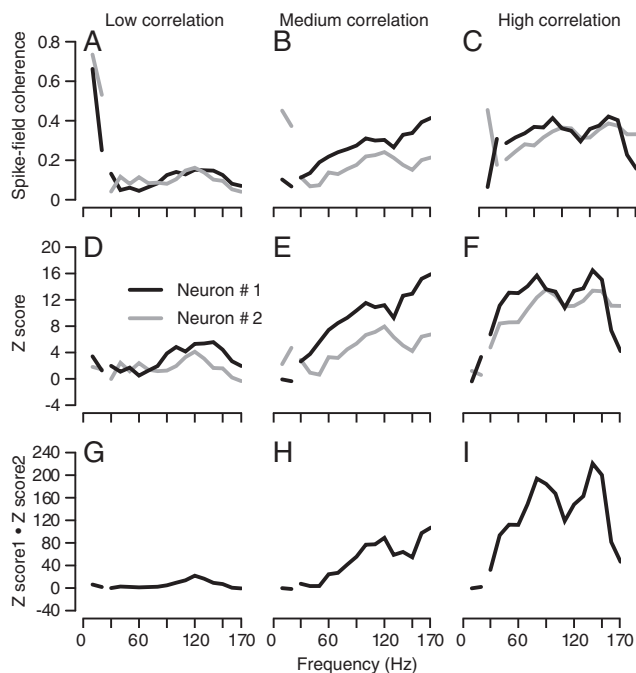 Low correlation
Medium correlation
High correlation
A
B
C
Spike-field coherence
0.8
0.6
0.4
0.2
0
D
E
F
Z score
20
16
12
8
4
0
-4
Neuron # 1
Neuron # 2
G
H
I
Z score1 • Z score2
240
200
160
120
80
40
0
-40
0 60 120 170
0 60 120 170
0 60 120 170
Frequency (Hz)